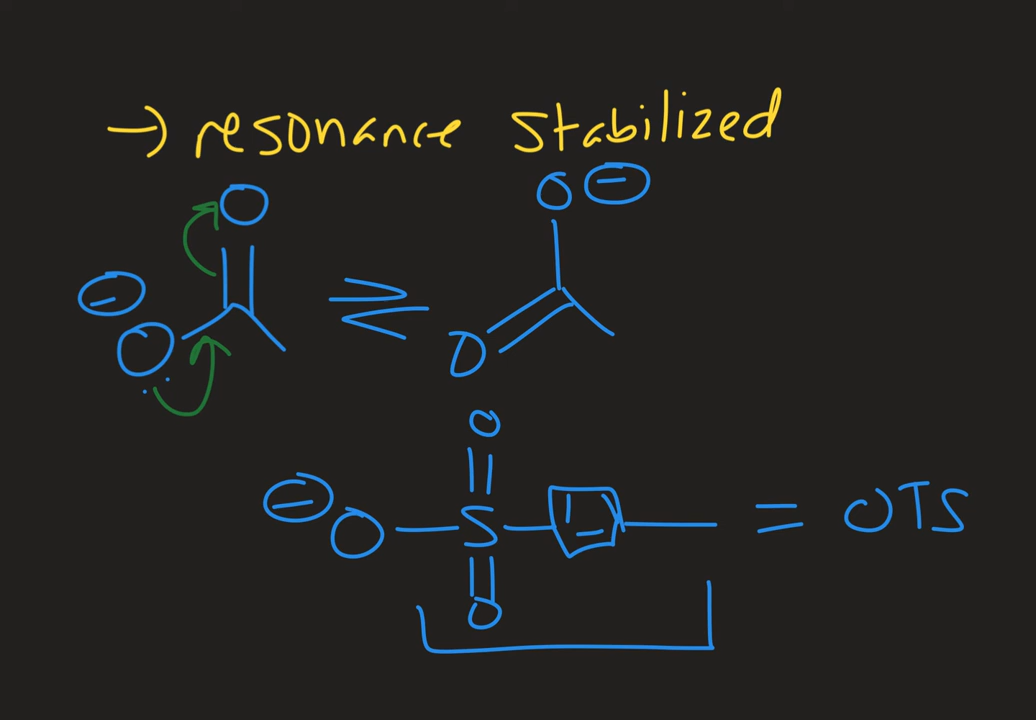 → resonance stabilized
O O ⊖
⊖
O O
O
⊖ O S = OTS
O